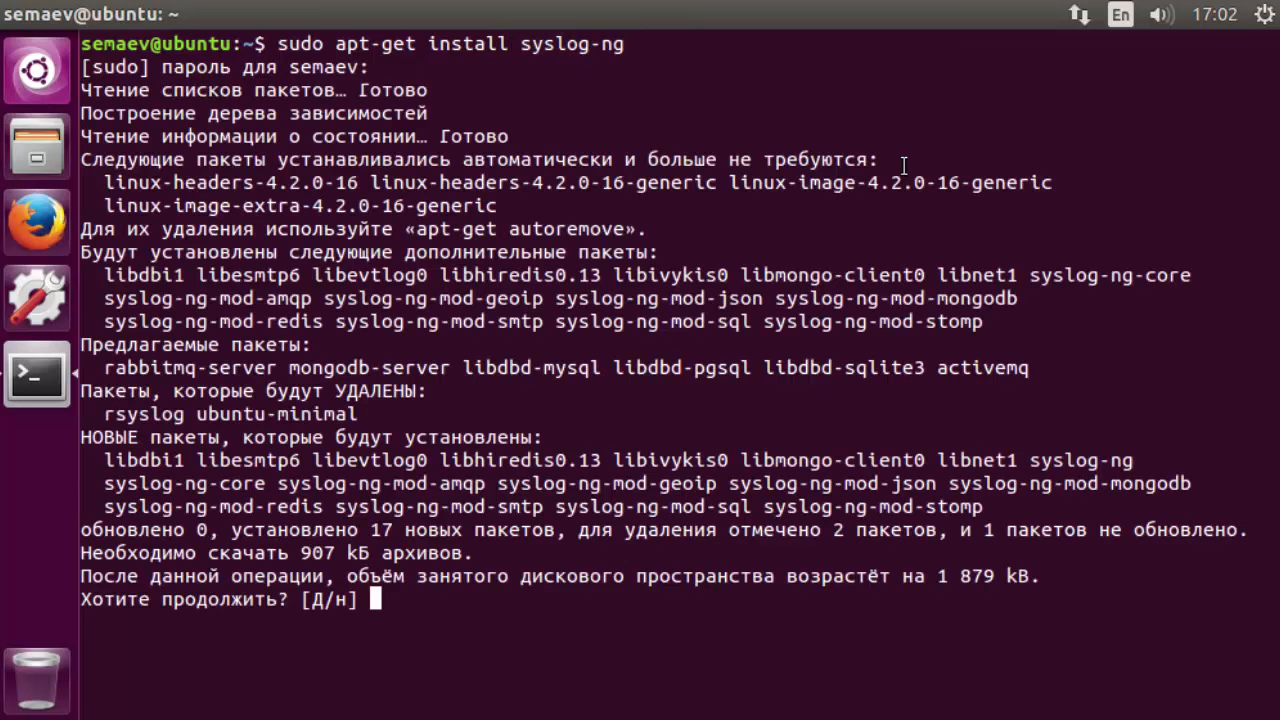 semaev@ubuntu: ~
En
17:02
semaev@ubuntu:~$ sudo apt-get install syslog-ng
[sudo] пароль для semaev:
Чтение списков пакетов… Готово
Построение дерева зависимостей
Чтение информации о состоянии… Готово
Следующие пакеты устанавливались автоматически и больше не требуются:
linux-headers-4.2.0-16 linux-headers-4.2.0-16-generic linux-image-4.2.0-16-generic
linux-image-extra-4.2.0-16-generic
Для их удаления используйте «apt-get autoremove».
Будут установлены следующие дополнительные пакеты:
libdbi1 libesmtp6 libevtlog0 libhiredis0.13 libivykis0 libmongo-client0 libnet1 syslog-ng-core
syslog-ng-mod-amqp syslog-ng-mod-geoip syslog-ng-mod-json syslog-ng-mod-mongodb
syslog-ng-mod-redis syslog-ng-mod-smtp syslog-ng-mod-sql syslog-ng-mod-stomp
Предлагаемые пакеты:
rabbitmq-server mongodb-server libdbd-mysql libdbd-pgsql libdbd-sqlite3 activemq
Пакеты, которые будут УДАЛЕНЫ:
rsyslog ubuntu-minimal
НОВЫЕ пакеты, которые будут установлены:
libdbi1 libesmtp6 libevtlog0 libhiredis0.13 libivykis0 libmongo-client0 libnet1 syslog-ng
syslog-ng-core syslog-ng-mod-amqp syslog-ng-mod-geoip syslog-ng-mod-json syslog-ng-mod-mongodb
syslog-ng-mod-redis syslog-ng-mod-smtp syslog-ng-mod-sql syslog-ng-mod-stomp
обновлено 0, установлено 17 новых пакетов, для удаления отмечено 2 пакетов, и 1 пакетов не обновлено.
Необходимо скачать 907 kБ архивов.
После данной операции, объём занятого дискового пространства возрастёт на 1 879 kB.
Хотите продолжить? [Д/н]